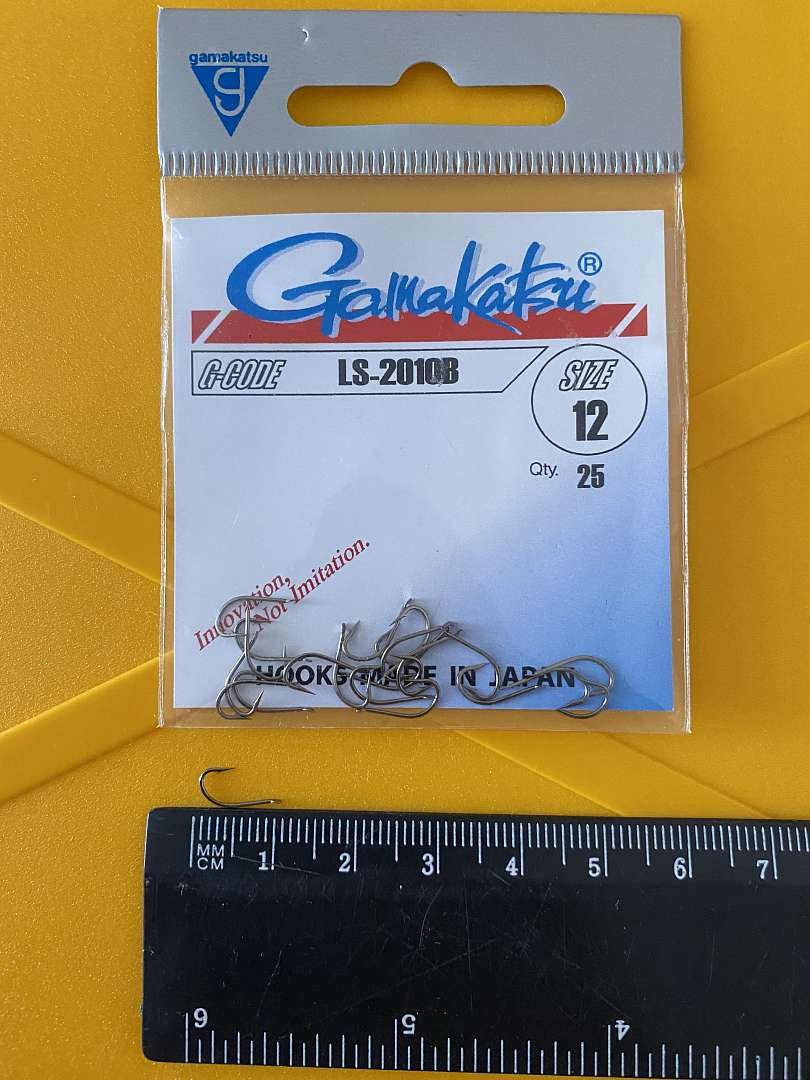 gamakatsu
g
Gamakatsu®
G-CODE LS-2010B
SIZE
12
Qty. 25
Innovation,
Not Imitation.
HOOKS MADE IN JAPAN
MM
CM 1 2 3 4 5 6 7
6 5 4